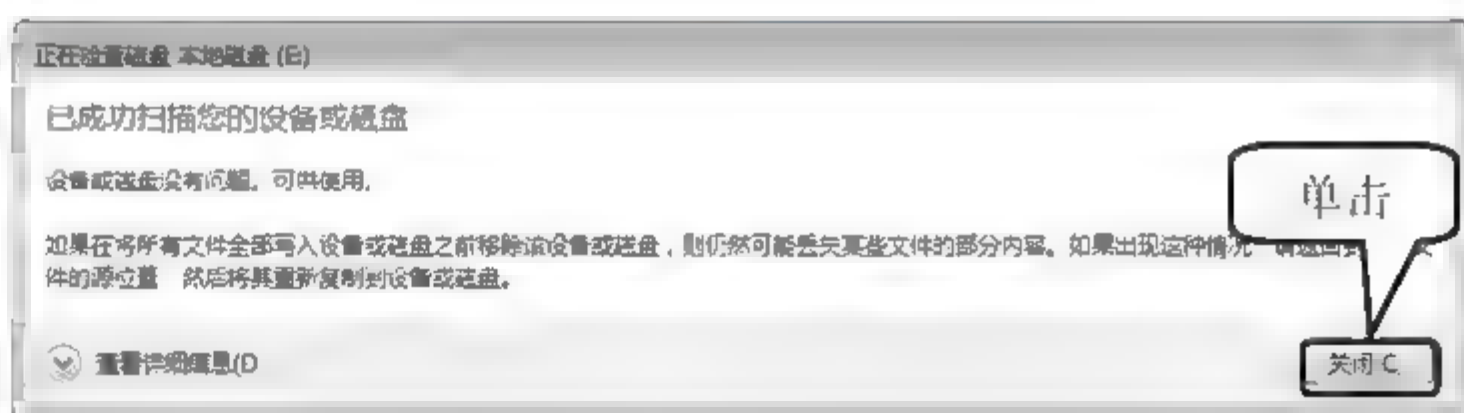 正在检查磁盘 本地磁盘 (E:)
已成功扫描您的设备或磁盘
设备或磁盘没有问题。可供使用。
单击
如果在将所有文件全部写入设备或磁盘之前移除该设备或磁盘，则仍然可能丢失某些文件的部分内容。如果出现这种情况 请返回
件的源位置 然后将其重新复制到设备或磁盘。
查看详细信息(D
关闭 C